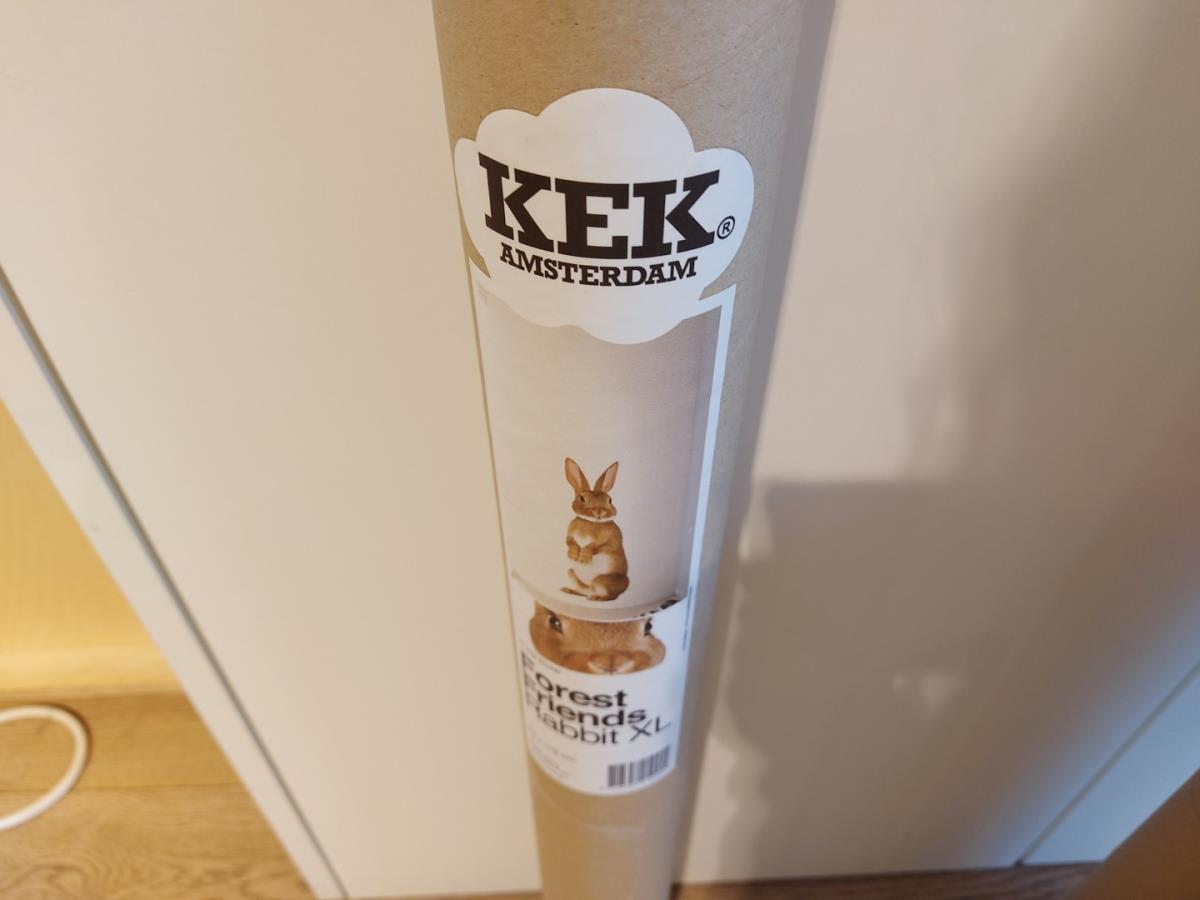 KEK®
AMSTERDAM
Forest
Friends
Rabbit XL